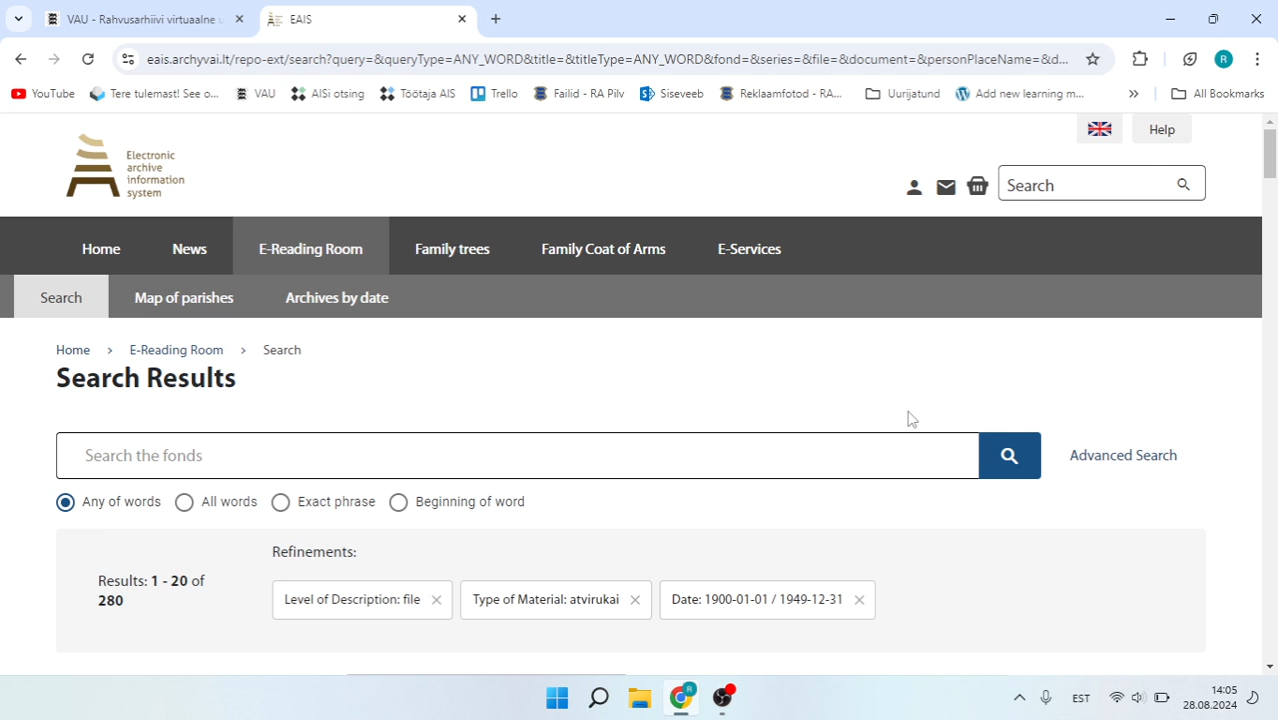 VAU - Rahvusarhiivi virtuaalne u
EAIS
eais.archyvai.lt/repo-ext/search?query=&queryType=ANY_WORD&title=&titleType=ANY_WORD&fond=&series=&file=&document=&personPlaceName=&d...
YouTube
Tere tulemast! See o...
VAU
AISi otsing
Töötaja AIS
Trello
Failid - RA Pilv
Siseveeb
Reklaamfotod - RA...
Uurijatund
Add new learning m...
»
All Bookmarks
Electronic
archive
information
system
Help
Search
Home
News
E-Reading Room
Family trees
Family Coat of Arms
E-Services
Search
Map of parishes
Archives by date
Home > E-Reading Room > Search
Search Results
Search the fonds
Advanced Search
Any of words
All words
Exact phrase
Beginning of word
Refinements:
Results: 1 - 20 of
280
Level of Description: file
Type of Material: atvirukai
Date: 1900-01-01 / 1949-12-31
EST
14:05
28.08.2024